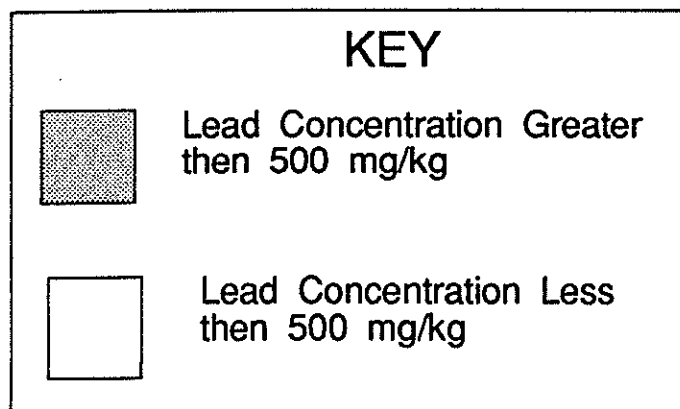 KEY
Lead Concentration Greater
then 500 mg/kg
Lead Concentration Less
then 500 mg/kg